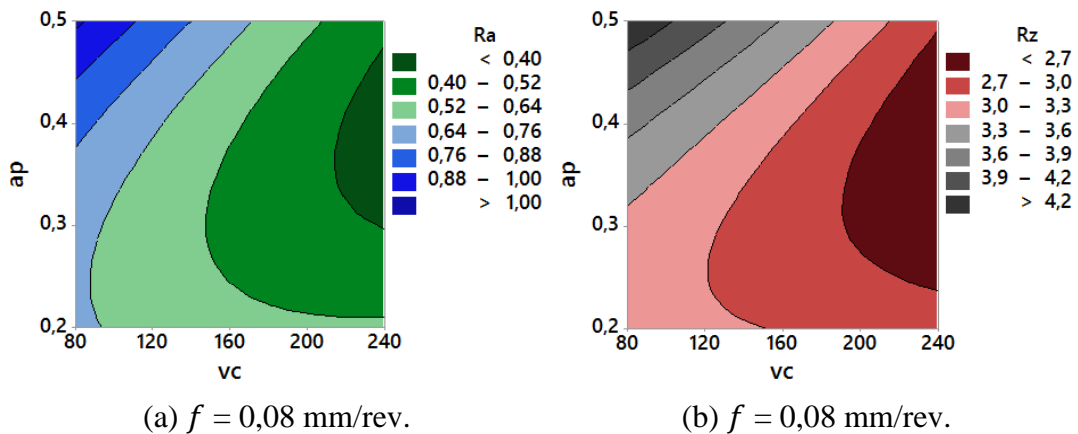 0,5
0,4
0,3
0,2
ap
80
120
160
200
240
vc
Ra
< 0,40
0,40 – 0,52
0,52 – 0,64
0,64 – 0,76
0,76 – 0,88
0,88 – 1,00
> 1,00
(a) f = 0,08 mm/rev.
0,5
0,4
0,3
0,2
ap
80
120
160
200
240
vc
Rz
< 2,7
2,7 – 3,0
3,0 – 3,3
3,3 – 3,6
3,6 – 3,9
3,9 – 4,2
> 4,2
(b) f = 0,08 mm/rev.